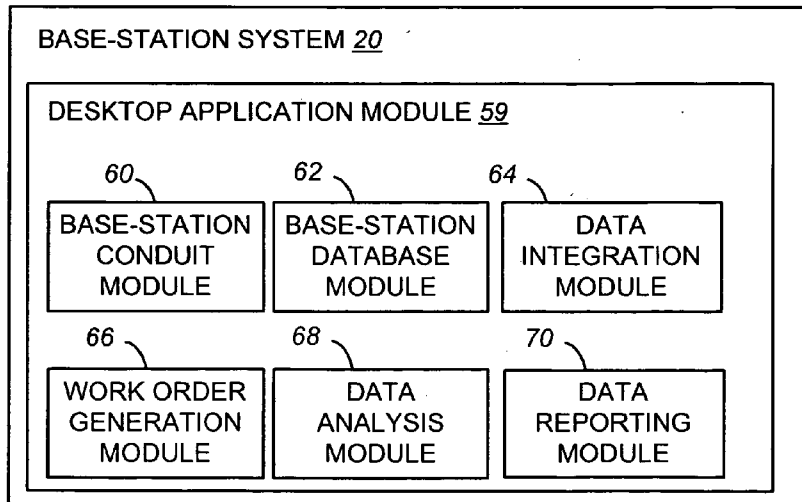 BASE-STATION SYSTEM 20
DESKTOP APPLICATION MODULE 59
60
62
64
BASE-STATION
CONDUIT
MODULE
BASE-STATION
DATABASE
MODULE
DATA
INTEGRATION
MODULE
66
68
70
WORK ORDER
GENERATION
MODULE
DATA
ANALYSIS
MODULE
DATA
REPORTING
MODULE